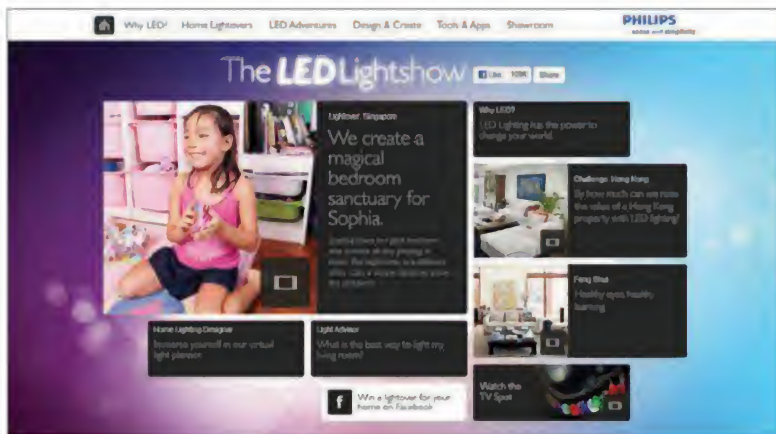 Why LED?
Home Lightovers
LED Adventures
Design & Create
Tools & Apps
Showroom
PHILIPS
sense and simplicity
The LED Lightshow
Like
109K
Share
Lightover: Singapore
We create a
magical
bedroom
sanctuary for
Sophia.
Why LED?
LED Lighting has the power to
change your world.
Challenge: Hong Kong
By how much can we raise
the value of a Hong Kong
property with LED lighting?
Feng Shui
Healthy eyes, healthy
learning.
Home Lighting Designer
Immerse yourself in our virtual
light planner.
Light Advisor
What is the best way to light my
living room?
Win a lightover for your
home on Facebook
Watch the
TV Spot